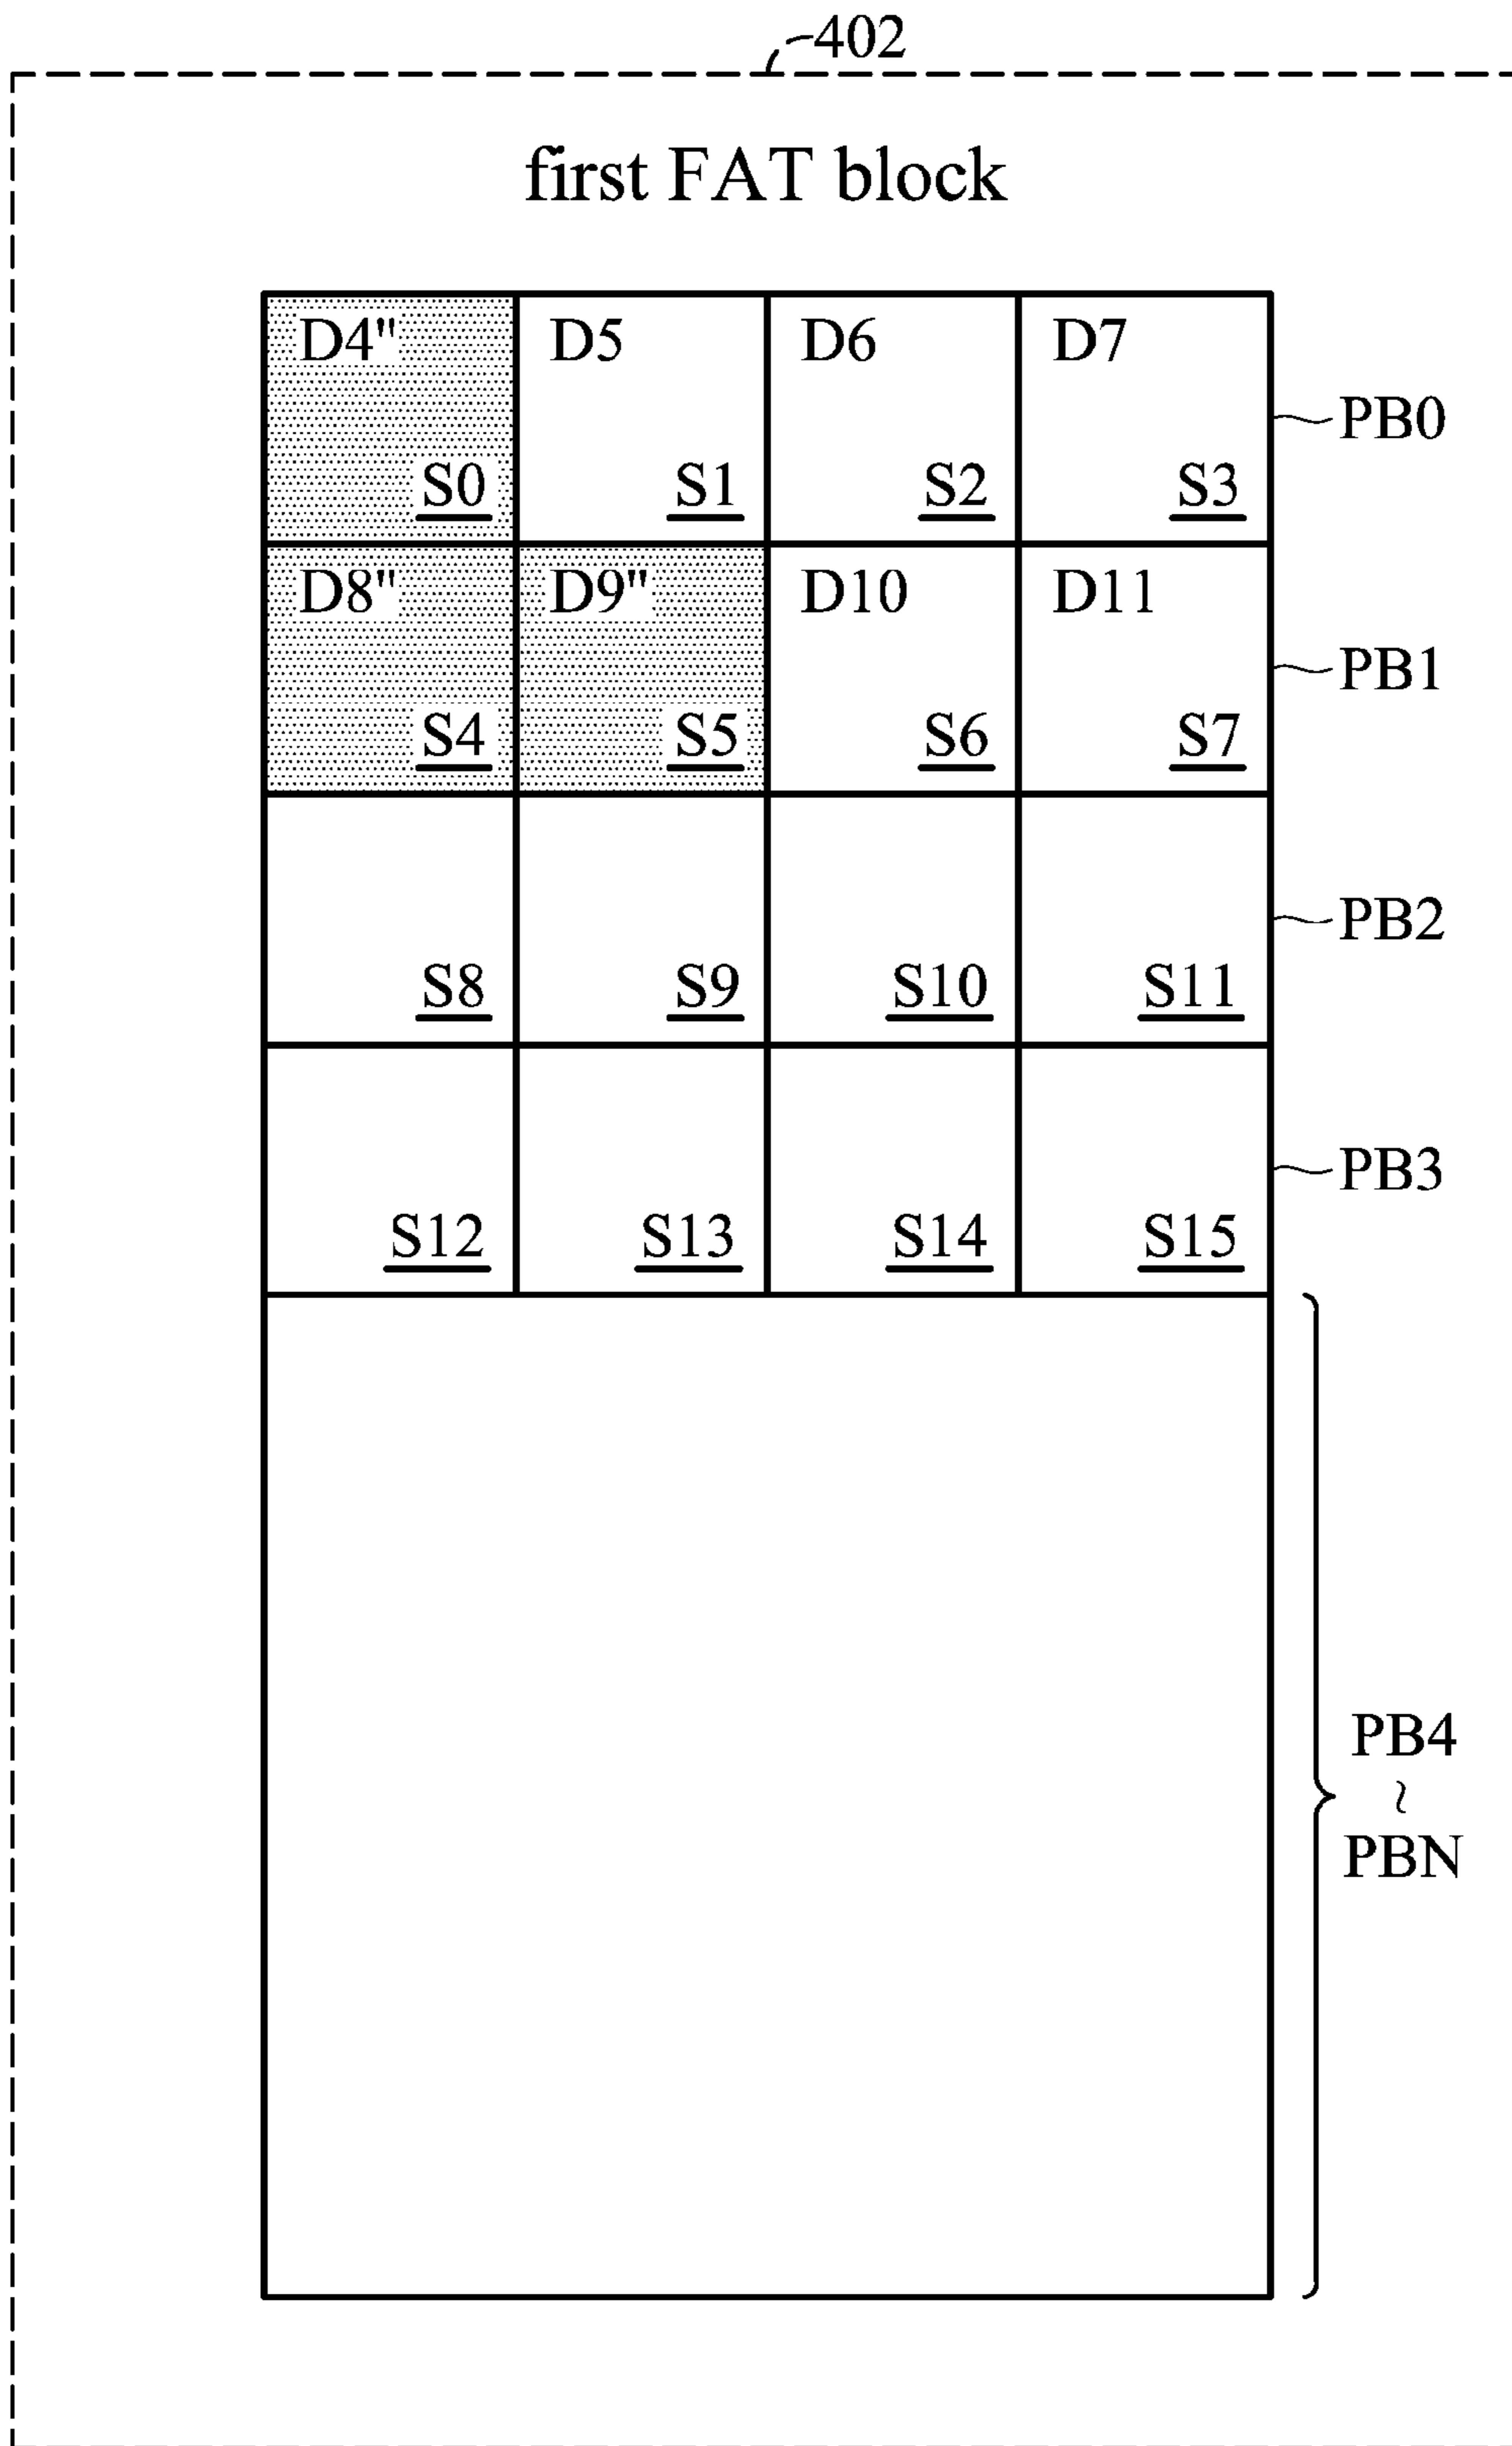 402
first FAT block
D4" D5 D6 D7
S0 S1 S2 S3 PB0
D8" D9" D10 D11
S4 S5 S6 S7 PB1
S8 S9 S10 S11 PB2
S12 S13 S14 S15 PB3
PB4
~
PBN